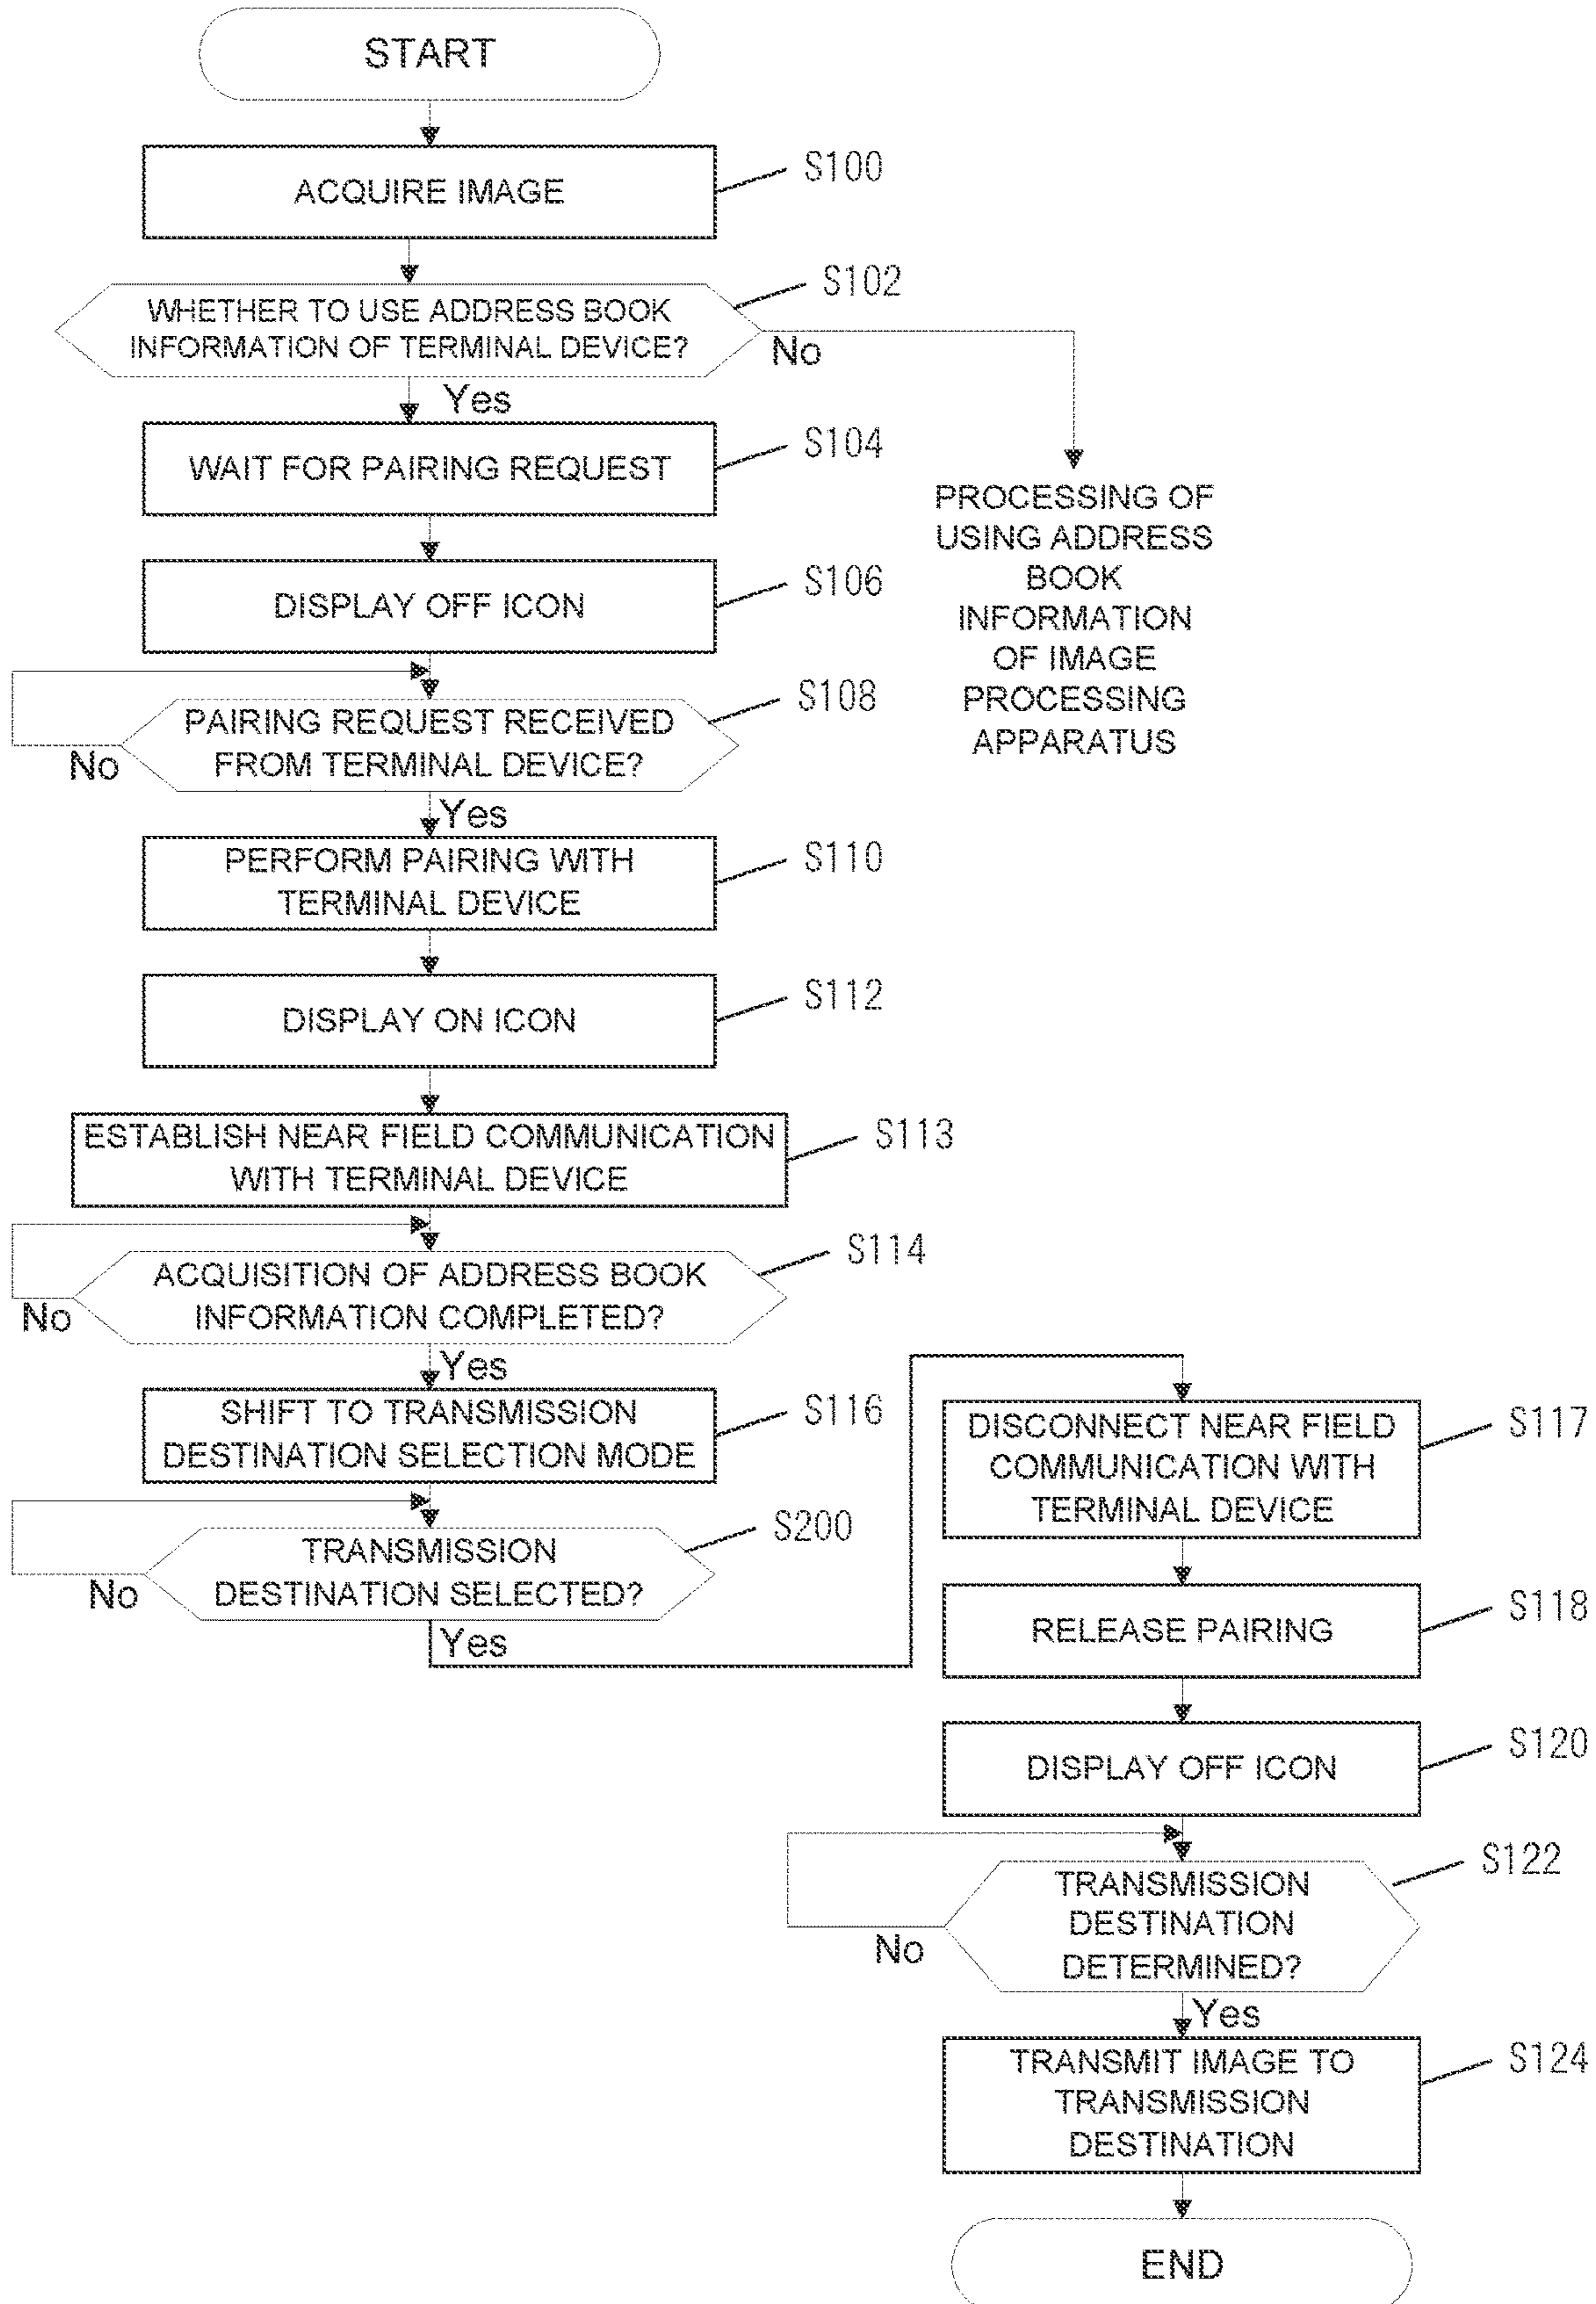 START
ACQUIRE IMAGE
S100
WHETHER TO USE ADDRESS BOOK
INFORMATION OF TERMINAL DEVICE?
S102
No
Yes
WAIT FOR PAIRING REQUEST
S104
PROCESSING OF
USING ADDRESS
BOOK
INFORMATION
OF IMAGE
PROCESSING
APPARATUS
DISPLAY OFF ICON
S106
PAIRING REQUEST RECEIVED
FROM TERMINAL DEVICE?
S108
No
Yes
PERFORM PAIRING WITH
TERMINAL DEVICE
S110
DISPLAY ON ICON
S112
ESTABLISH NEAR FIELD COMMUNICATION
WITH TERMINAL DEVICE
S113
ACQUISITION OF ADDRESS BOOK
INFORMATION COMPLETED?
S114
No
Yes
SHIFT TO TRANSMISSION
DESTINATION SELECTION MODE
S116
TRANSMISSION
DESTINATION SELECTED?
S200
No
Yes
DISCONNECT NEAR FIELD
COMMUNICATION WITH
TERMINAL DEVICE
S117
RELEASE PAIRING
S118
DISPLAY OFF ICON
S120
TRANSMISSION
DESTINATION
DETERMINED?
S122
No
Yes
TRANSMIT IMAGE TO
TRANSMISSION
DESTINATION
S124
END